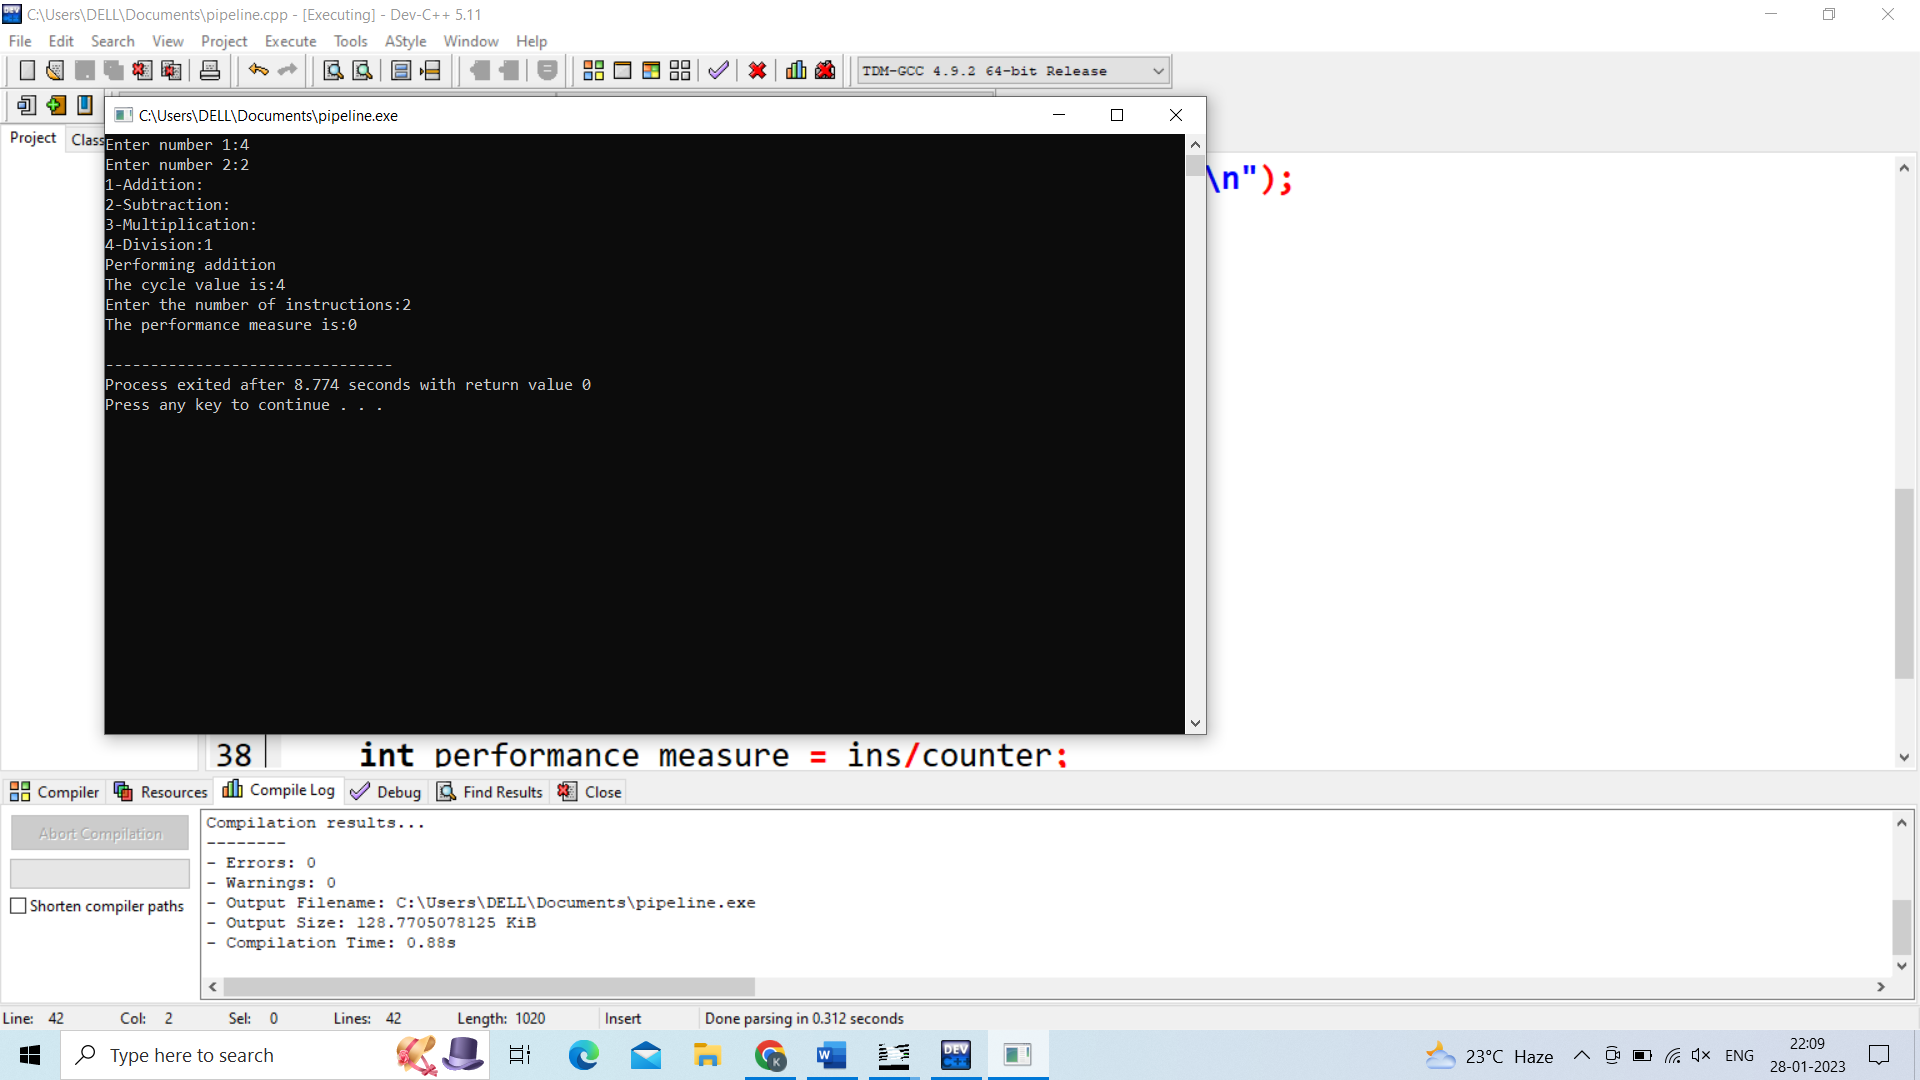 C:\Users\DELL\Documents\pipeline.cpp - [Executing] - Dev-C++ 5.11
File Edit Search View Project Execute Tools AStyle Window Help
TDM-GCC 4.9.2 64-bit Release
C:\Users\DELL\Documents\pipeline.exe
Project Class
Enter number 1:4
Enter number 2:2
1-Addition:
2-Subtraction:
3-Multiplication:
4-Division:1
Performing addition
The cycle value is:4
Enter the number of instructions:2
The performance measure is:0
--------------------------------
Process exited after 8.774 seconds with return value 0
Press any key to continue . . .
\n");
38 int performance measure = ins/counter;
Compiler Resources Compile Log Debug Find Results Close
Abort Compilation
Shorten compiler paths
Compilation results...
--------
- Errors: 0
- Warnings: 0
- Output Filename: C:\Users\DELL\Documents\pipeline.exe
- Output Size: 128.7705078125 KiB
- Compilation Time: 0.88s
Line: 42 Col: 2 Sel: 0 Lines: 42 Length: 1020 Insert Done parsing in 0.312 seconds
Type here to search
DEV C++
23°C Haze
ENG
22:09
28-01-2023